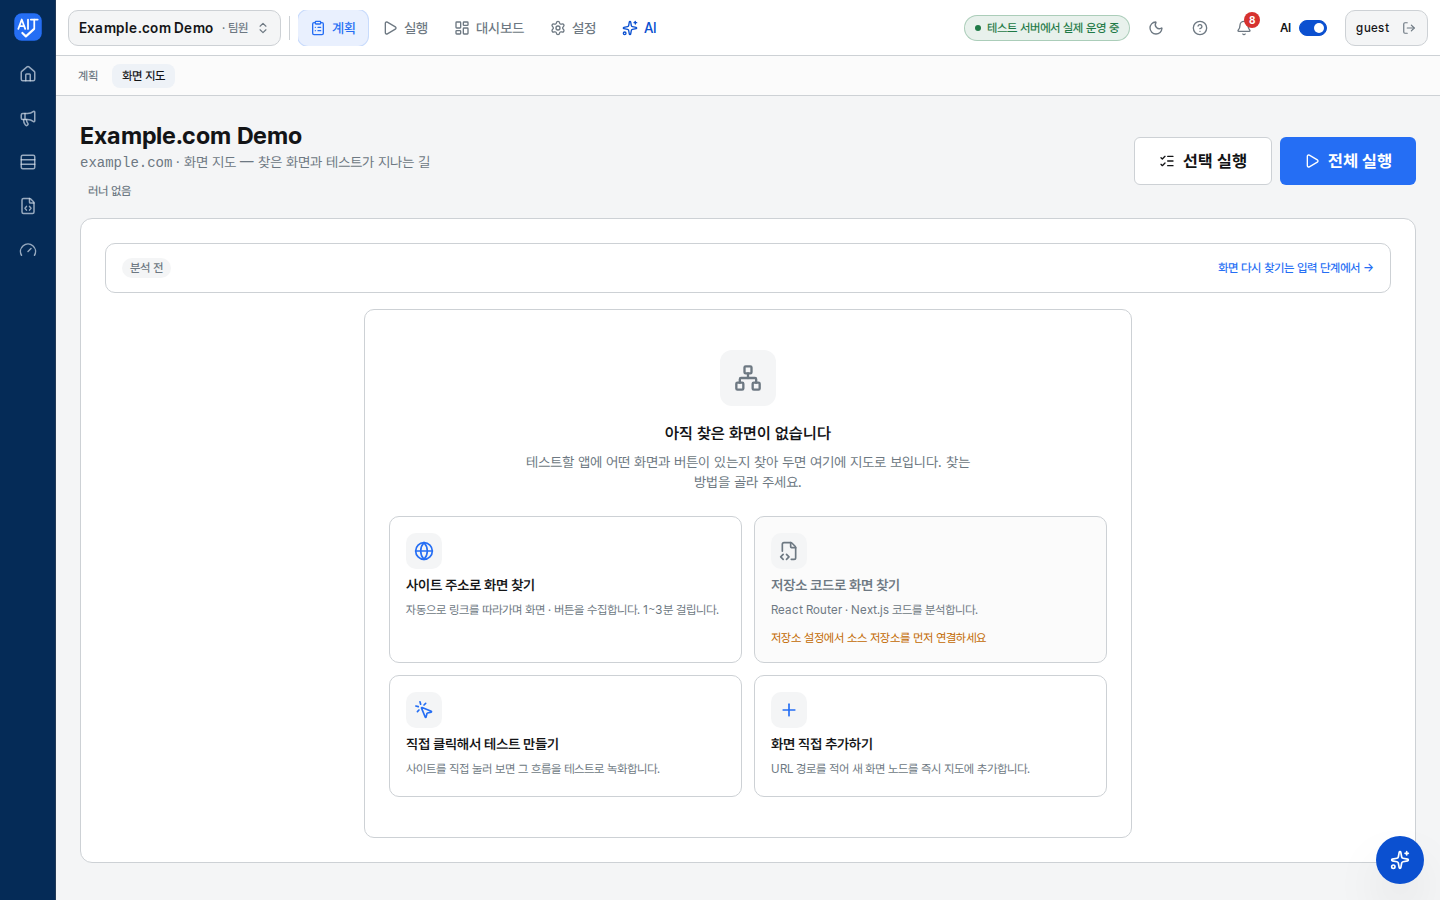 AIT
Example.com Demo · 팀원
계획
실행
대시보드
설정
AI
테스트 서버에서 실제 운영 중
8
AI
guest
계획
화면 지도
Example.com Demo
example.com · 화면 지도 — 찾은 화면과 테스트가 지나는 길
러너 없음
선택 실행
전체 실행
분석 전
화면 다시 찾기는 입력 단계에서 →
아직 찾은 화면이 없습니다
테스트할 앱에 어떤 화면과 버튼이 있는지 찾아 두면 여기에 지도로 보입니다. 찾는
방법을 골라 주세요.
사이트 주소로 화면 찾기
자동으로 링크를 따라가며 화면 · 버튼을 수집합니다. 1~3분 걸립니다.
저장소 코드로 화면 찾기
React Router · Next.js 코드를 분석합니다.
저장소 설정에서 소스 저장소를 먼저 연결하세요
직접 클릭해서 테스트 만들기
사이트를 직접 눌러 보면 그 흐름을 테스트로 녹화합니다.
화면 직접 추가하기
URL 경로를 적어 새 화면 노드를 즉시 지도에 추가합니다.